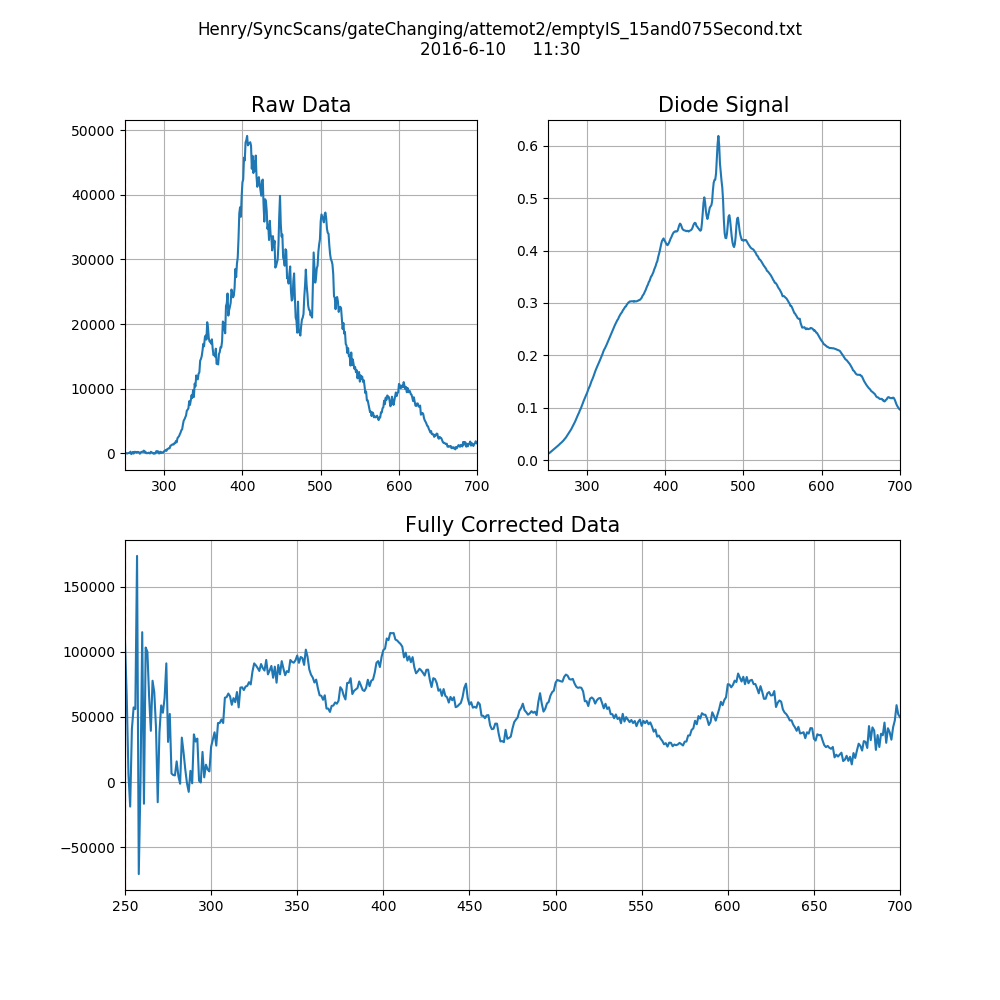 Henry/SyncScans/gateChanging/attemot2/emptyIS_15and075Second.txt
2016-6-10 11:30
Raw Data
50000
40000
30000
20000
10000
0
300 400 500 600 700
Diode Signal
0.6
0.5
0.4
0.3
0.2
0.1
0.0
300 400 500 600 700
Fully Corrected Data
150000
100000
50000
0
−50000
250 300 350 400 450 500 550 600 650 700